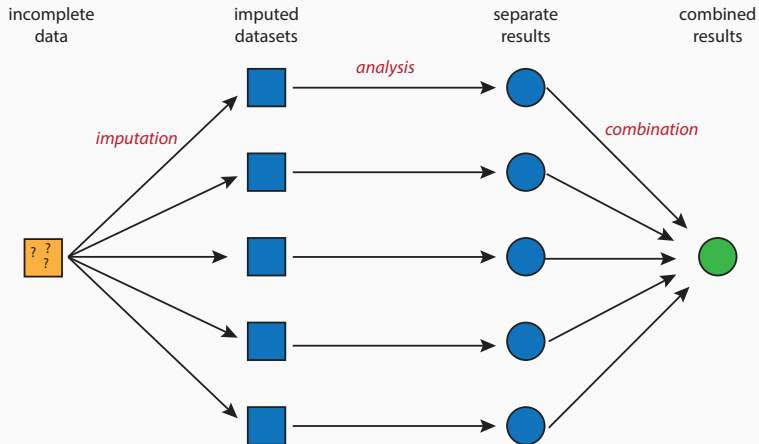 incomplete
data
imputed
datasets
separate
results
combined
results
analysis
imputation
combination
? ?
?